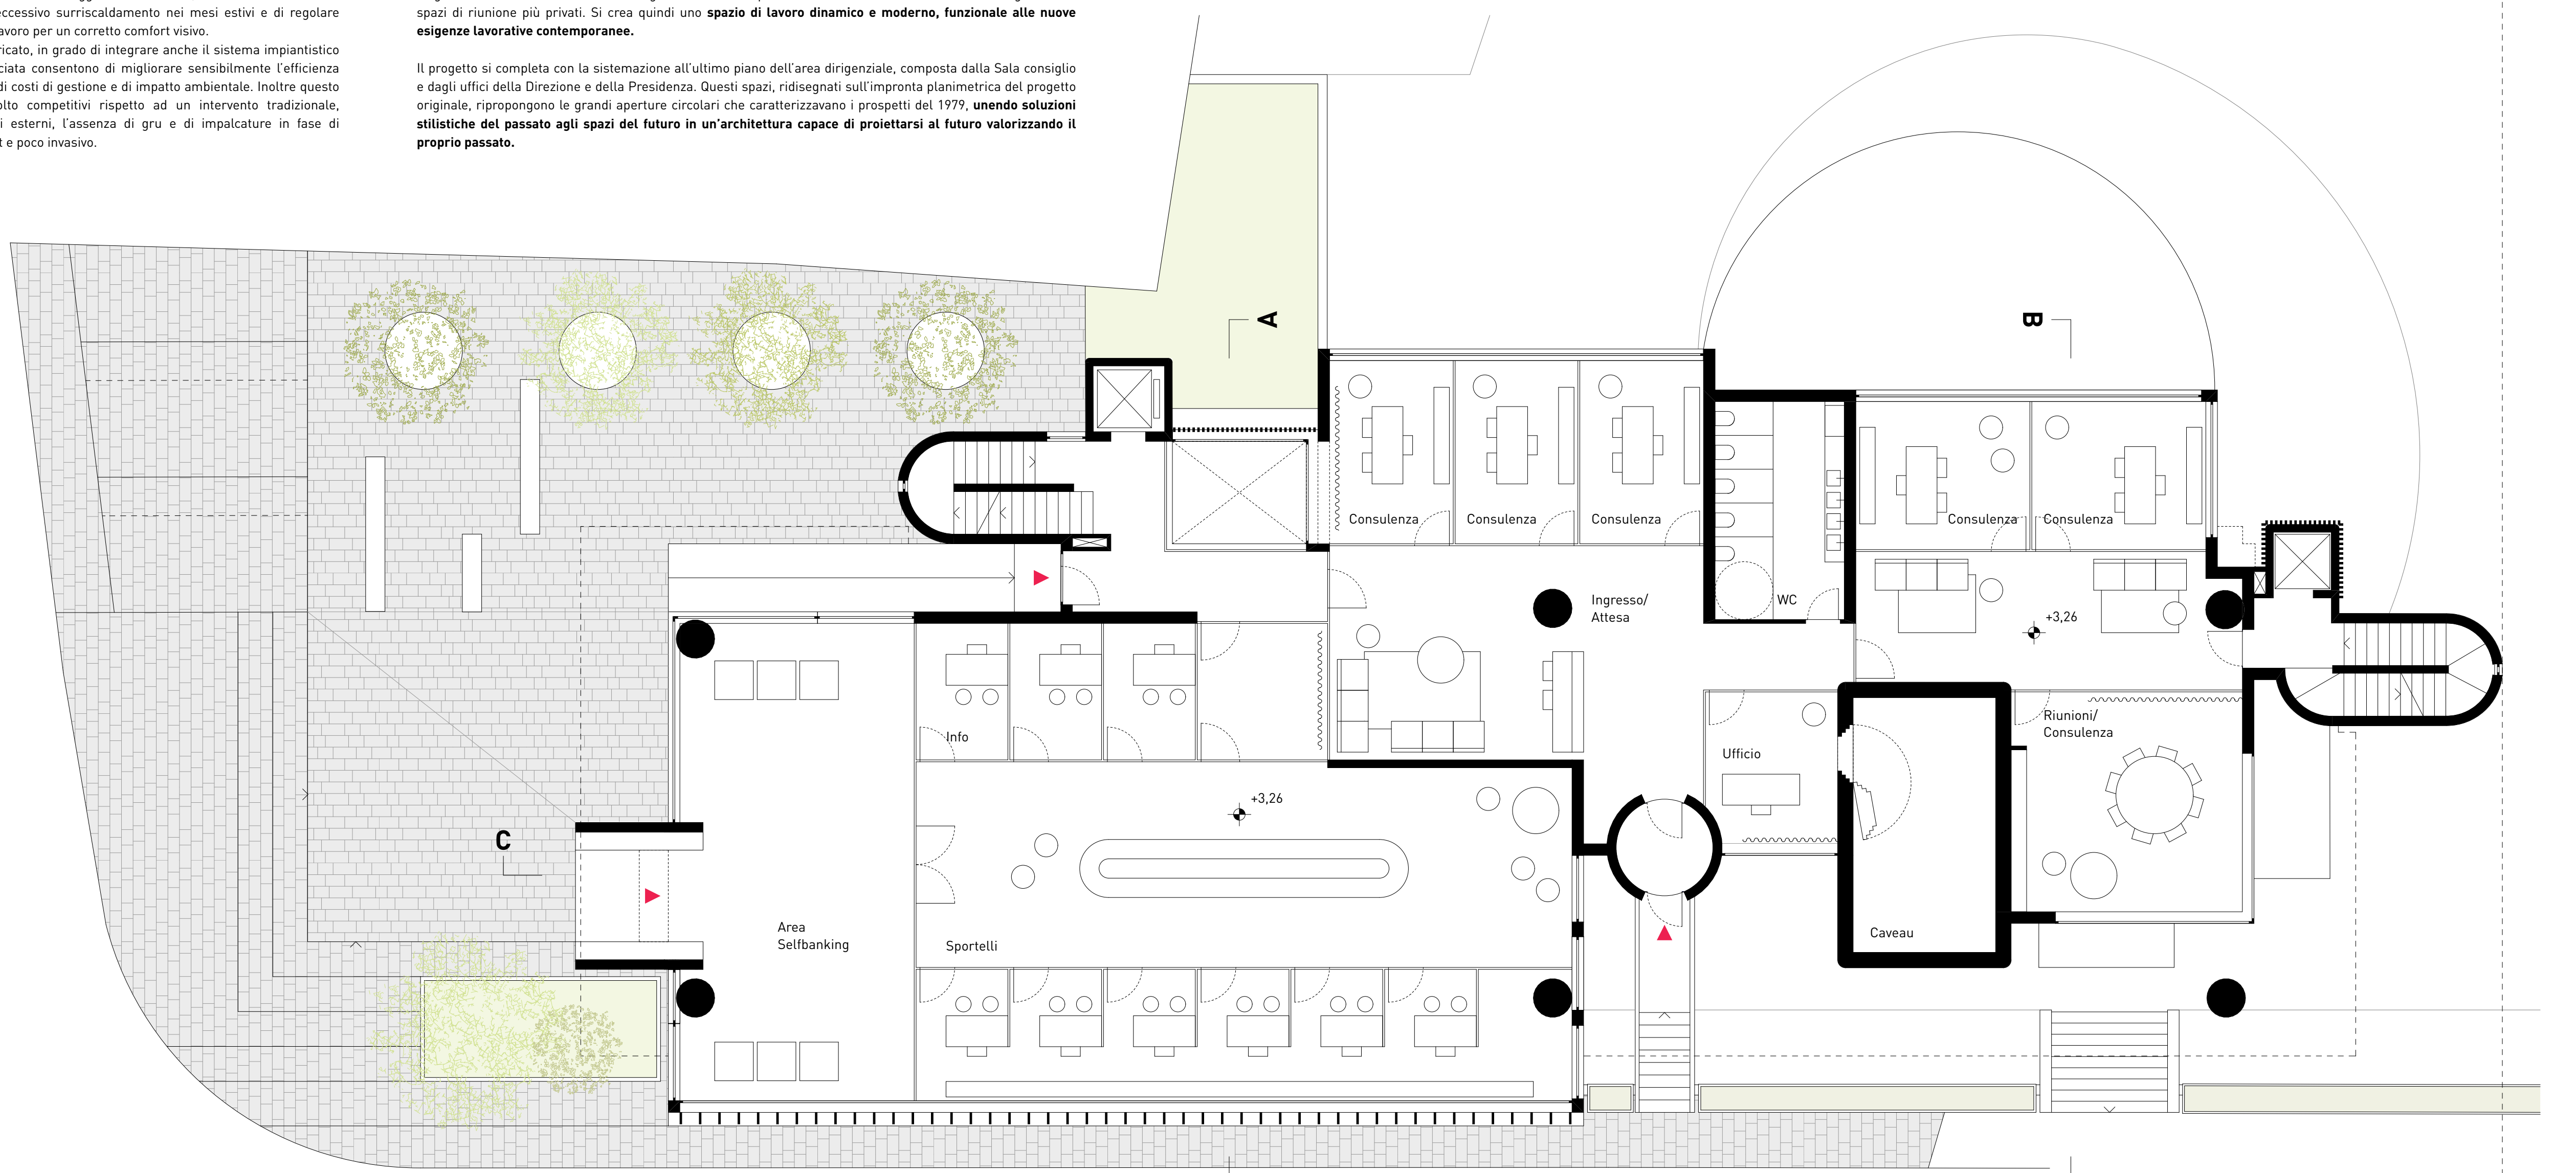 eccessivo surriscaldamento nei mesi estivi e di regolare
avoro per un corretto comfort visivo.
ricato, in grado di integrare anche il sistema impiantistico
ciata consentono di migliorare sensibilmente l'efficienza
di costi di gestione e di impatto ambientale. Inoltre questo
olto competitivi rispetto ad un intervento tradizionale,
i esterni, l'assenza di gru e di impalcature in fase di
t e poco invasivo.
spazi di riunione più privati. Si crea quindi uno spazio di lavoro dinamico e moderno, funzionale alle nuove
esigenze lavorative contemporanee.
Il progetto si completa con la sistemazione all'ultimo piano dell'area dirigenziale, composta dalla Sala consiglio
e dagli uffici della Direzione e della Presidenza. Questi spazi, ridisegnati sull'impronta planimetrica del progetto
originale, ripropongono le grandi aperture circolari che caratterizzavano i prospetti del 1979, unendo soluzioni
stilistiche del passato agli spazi del futuro in un'architettura capace di proiettarsi al futuro valorizzando il
proprio passato.
A
B
Consulenza
Consulenza
Consulenza
Consulenza
Consulenza
Ingresso/
Attesa
WC
+3,26
Riunioni/
Consulenza
Info
Ufficio
+3,26
C
Area
Selfbanking
Sportelli
Caveau